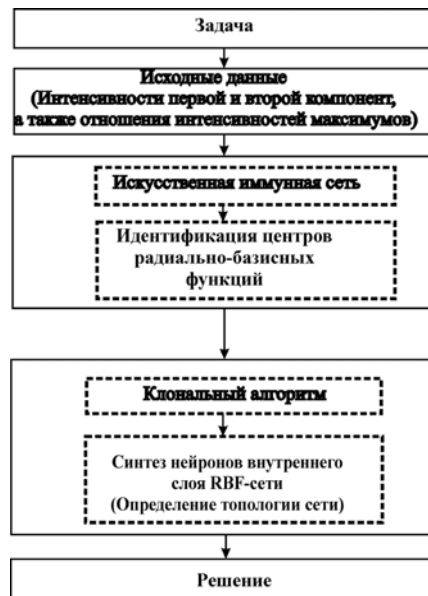 Задача
Исходные данные
(Интенсивности первой и второй компонент,
а также отношения интенсивностей максимумов)
Искусственная иммунная сеть
Идентификация центров
радиально-базисных
функций
Клональный алгоритм
Синтез нейронов внутреннего
слоя RBF-сети
(Определение топологии сети)
Решение